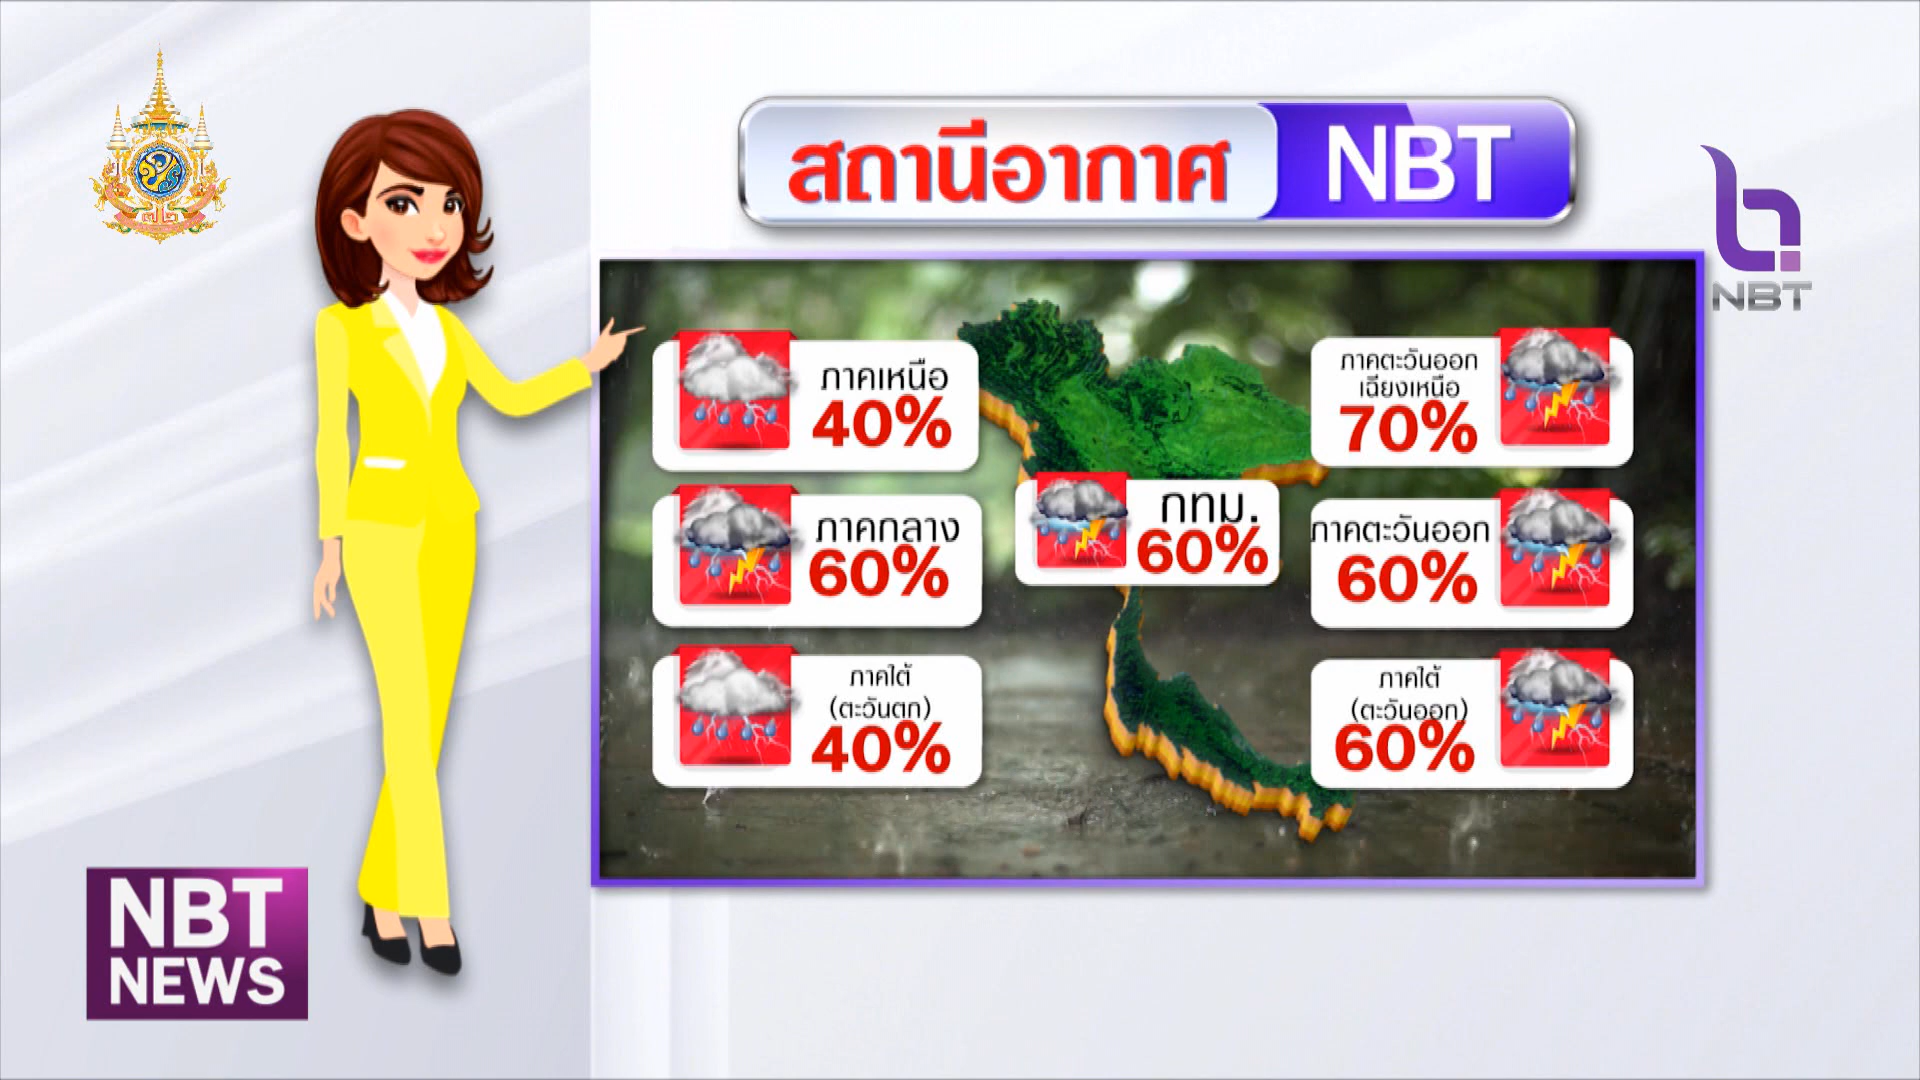 สถานีอากาศ NBT
NBT
ภาคเหนือ
40%
ภาคตะวันออก
เฉียงเหนือ
70%
ภาคกลาง
60%
กทม.
60%
ภาคตะวันออก
60%
ภาคใต้
(ตะวันตก)
40%
ภาคใต้
(ตะวันออก)
60%
NBT
NEWS